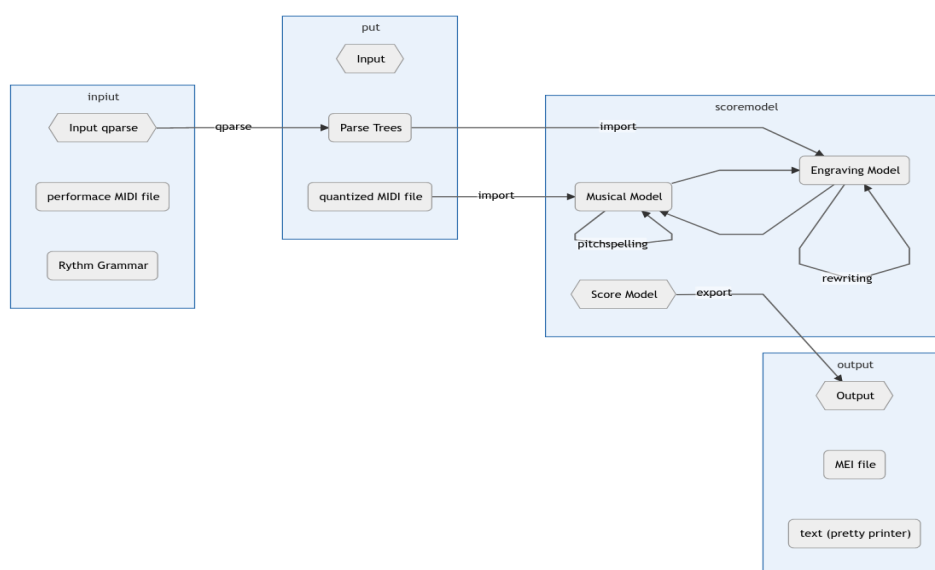 inpiut
Input qparse
performace MIDI file
Rythm Grammar
qparse
put
Input
Parse Trees
quantized MIDI file
import
import
scoremodel
Engraving Model
Musical Model
pitchspelling
rewriting
Score Model
export
output
Output
MEI file
text (pretty printer)